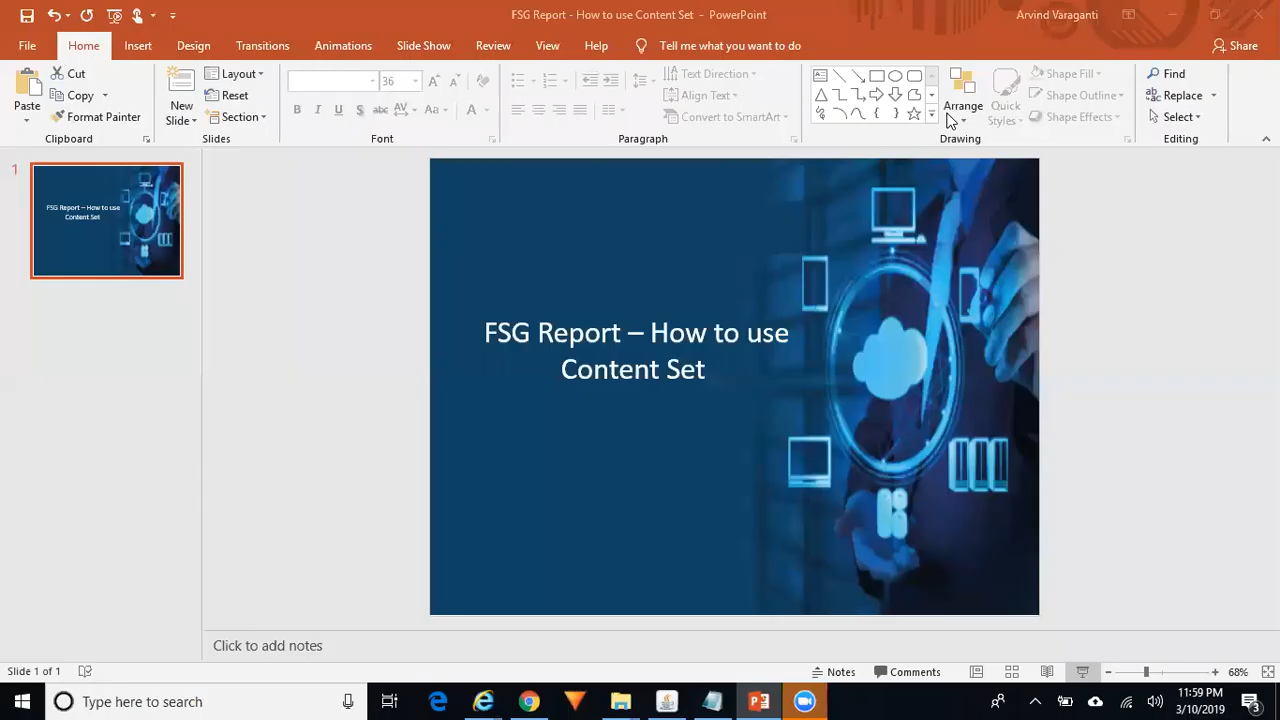 FSG Report - How to use Content Set - PowerPoint
Arvind Varaganti
File Home Insert Design Transitions Animations Slide Show Review View Help Tell me what you want to do Share
Paste
Cut
Copy
Format Painter
Clipboard
New Slide
Layout
Reset
Section
Slides
36
B I U S abc AV Aa A
Font
Text Direction
Align Text
Convert to SmartArt
Paragraph
Arrange
Quick Styles
Shape Fill
Shape Outline
Shape Effects
Drawing
Find
Replace
Select
Editing
1
FSG Report – How to use
Content Set
FSG Report – How to use
Content Set
Click to add notes
Slide 1 of 1
Notes
Comments
68%
Type here to search
11:59 PM
3/10/2019
3